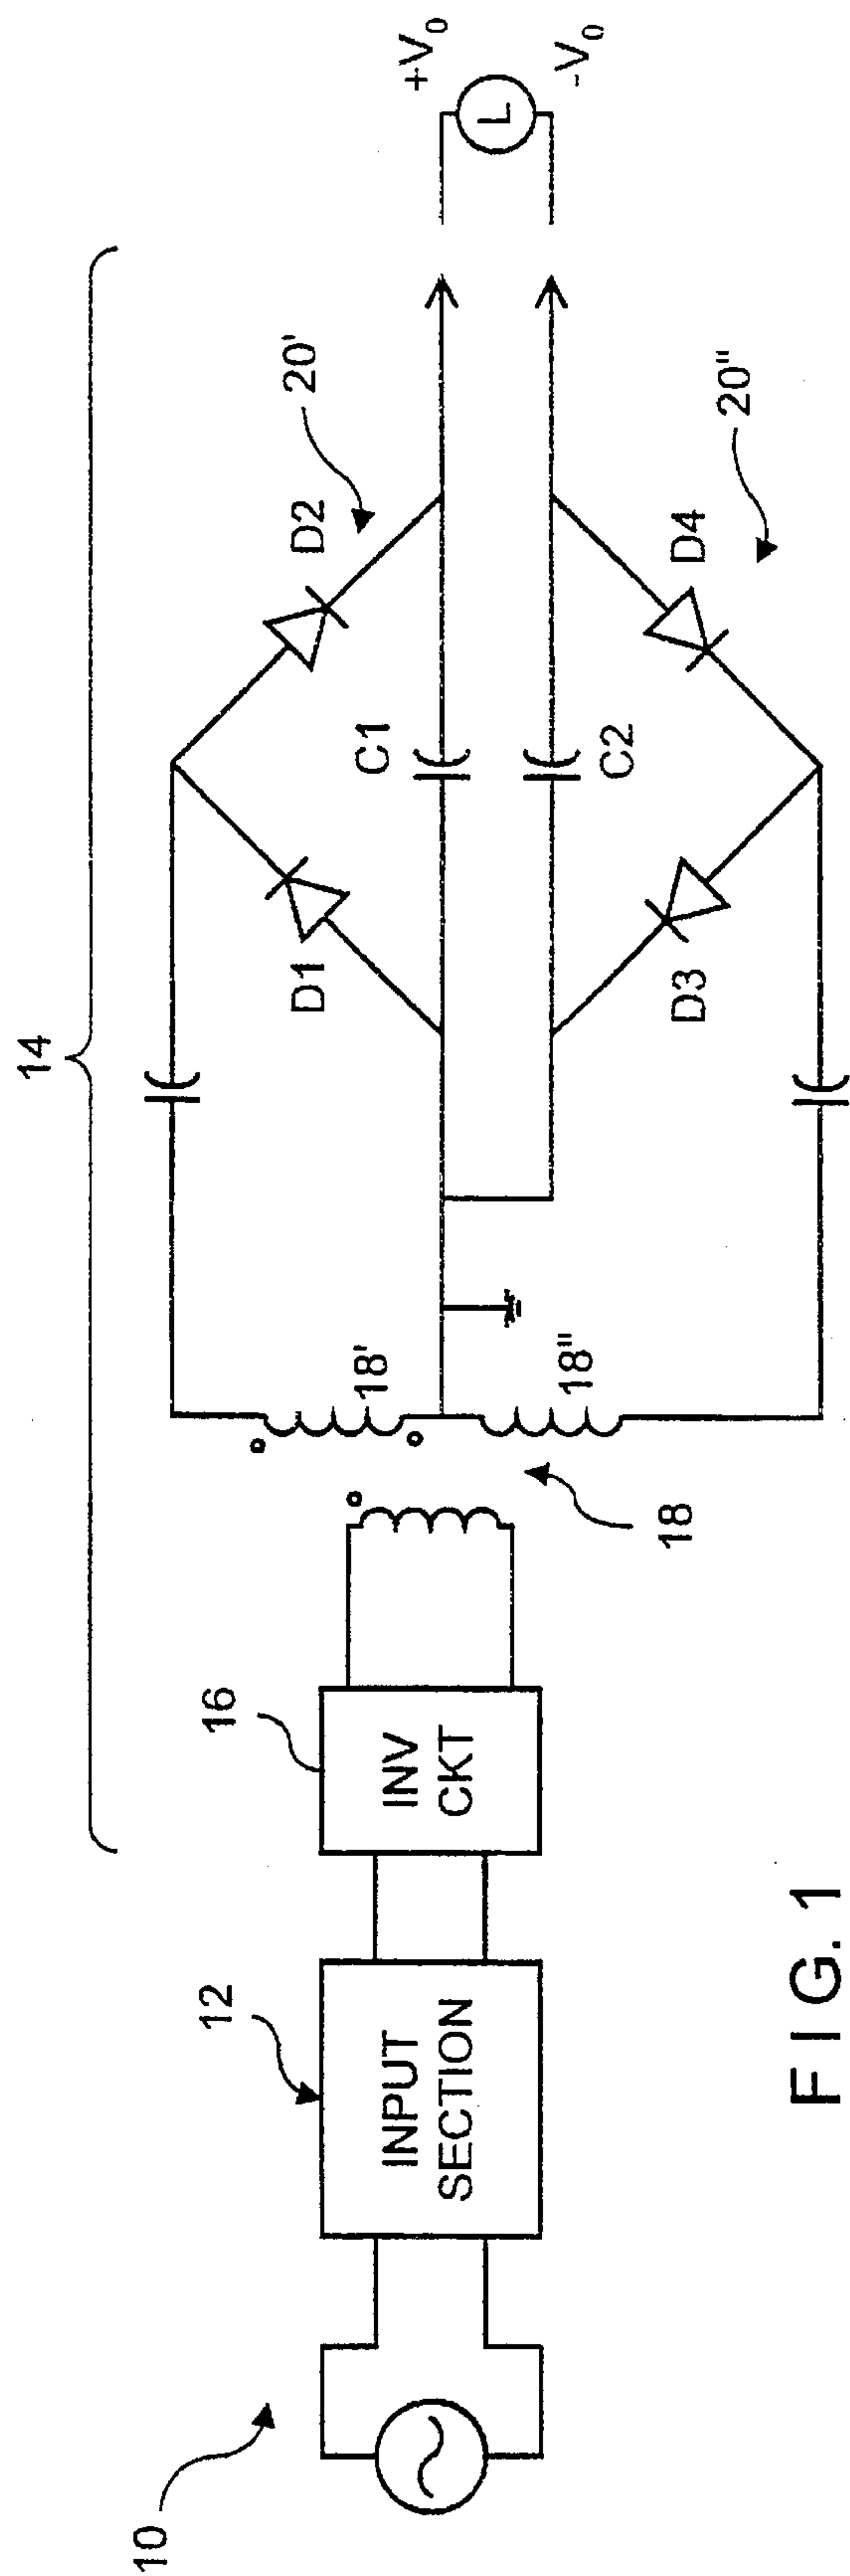 10
12
INPUT
SECTION
16
INV
CKT
14
18
18'
18"
D1
D2
C1
C2
D3
D4
20'
20"
+V0
L
-V0
FIG. 1